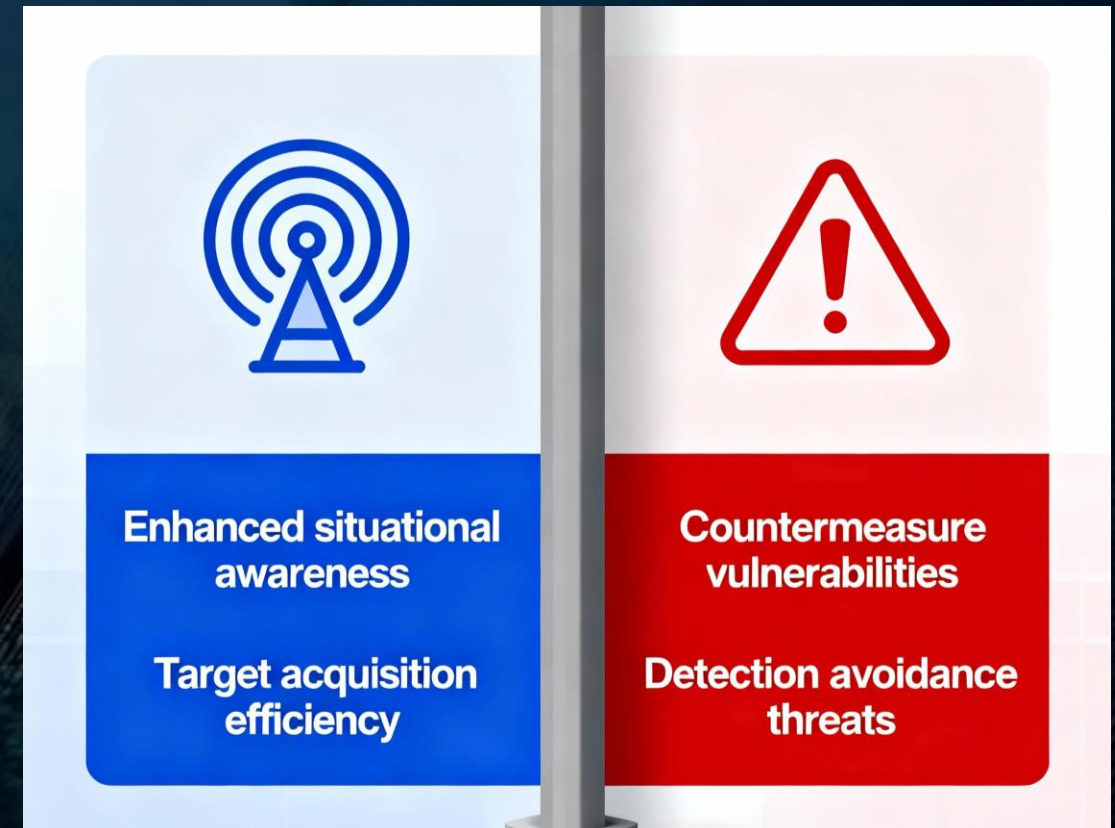 Enhanced situational
awareness
Target acquisition
efficiency
Countermeasure
vulnerabilities
Detection avoidance
threats